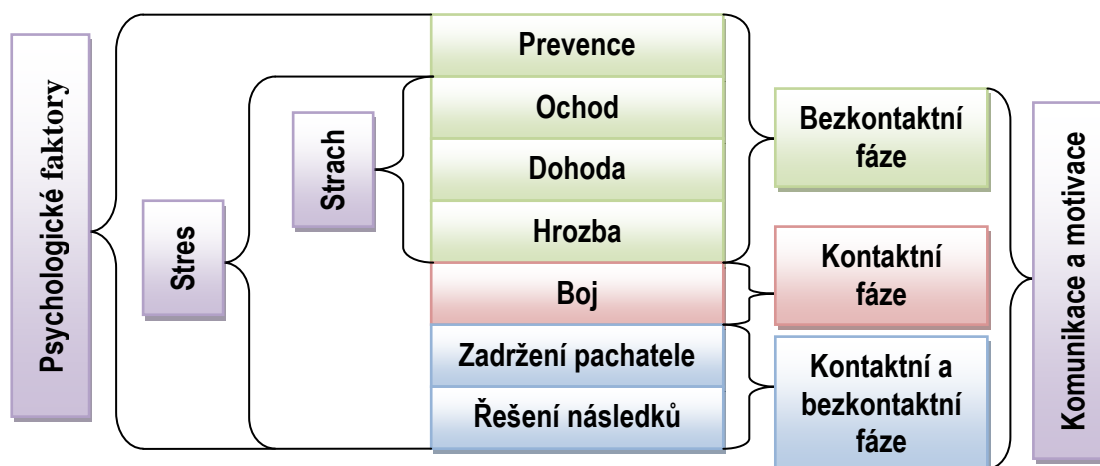 Psychologické faktory
Stres
Strach
Prevence
Ochod
Dohoda
Hrozba
Boj
Zadržení pachatele
Řešení následků
Bezkontaktní
fáze
Kontaktní
fáze
Kontaktní a
bezkontaktní
fáze
Komunikace a motivace